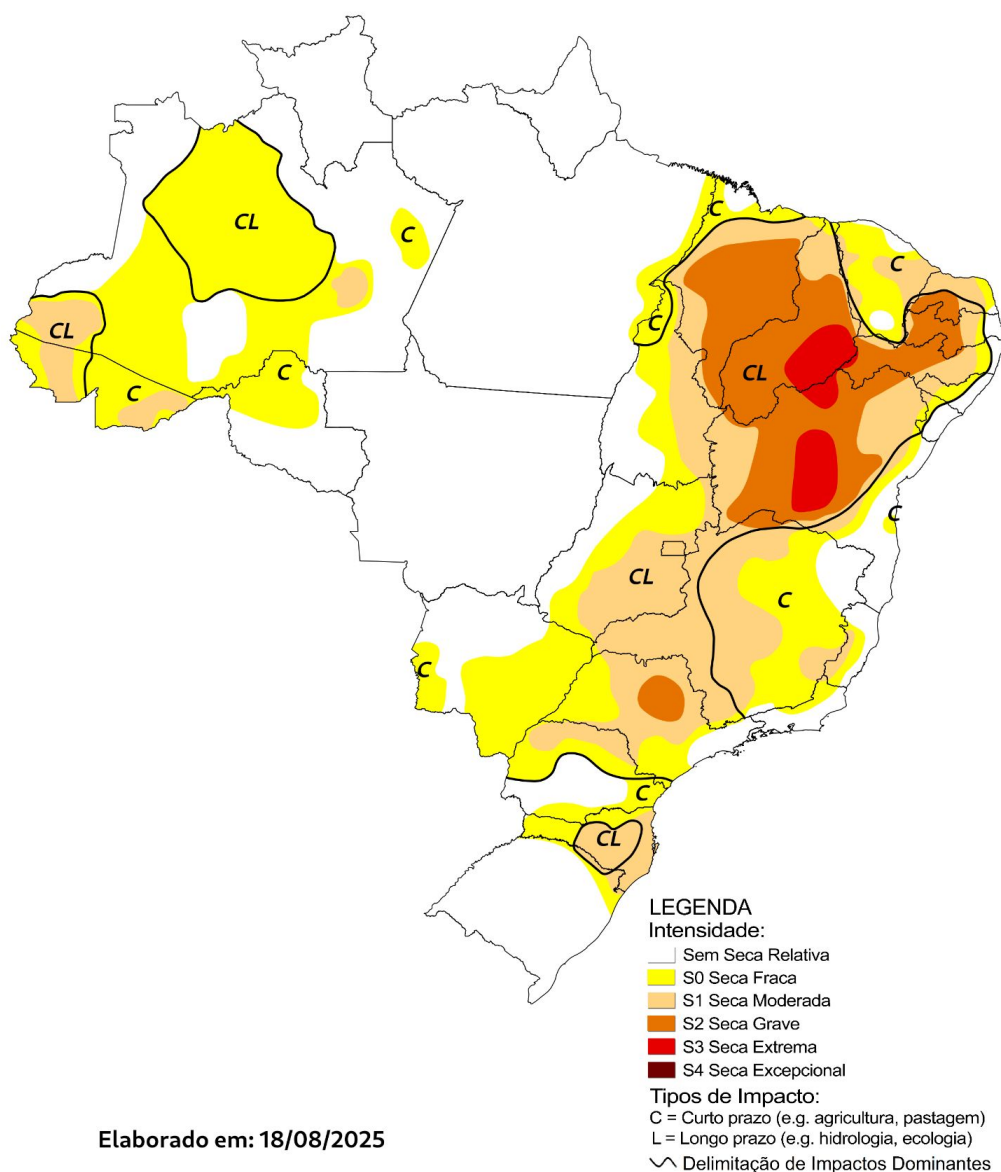 CL
C
C
CL
C
C
C
C
C
CL
C
CL
C
C
C
CL
LEGENDA
Intensidade:
Sem Seca Relativa
S0 Seca Fraca
S1 Seca Moderada
S2 Seca Grave
S3 Seca Extrema
S4 Seca Excepcional
Tipos de Impacto:
C = Curto prazo (e.g. agricultura, pastagem)
L = Longo prazo (e.g. hidrologia, ecologia)
Delimitação de Impactos Dominantes
Elaborado em: 18/08/2025